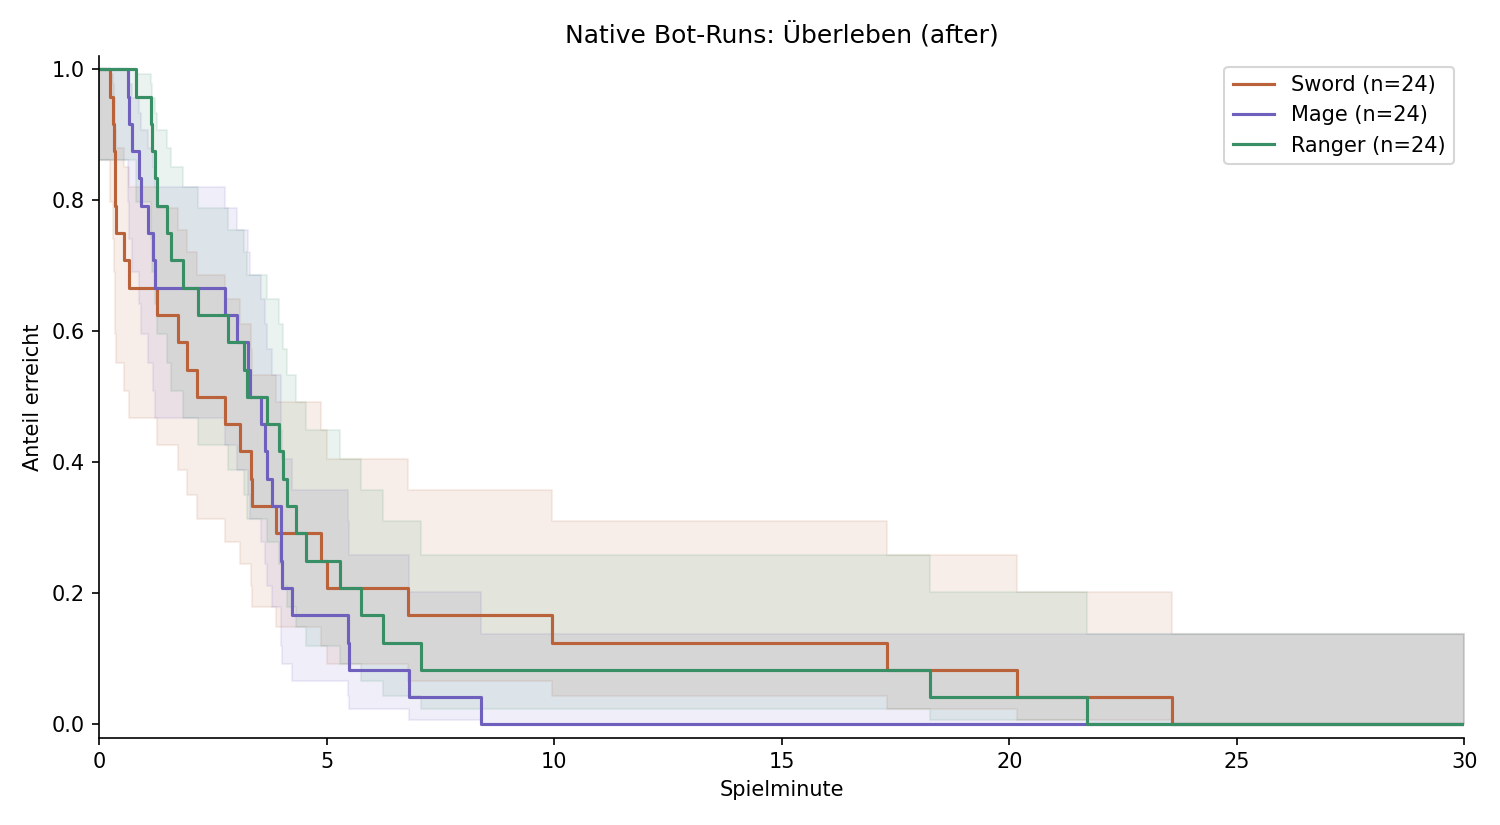 Native Bot-Runs: Überleben (after)
Sword (n=24)
Mage (n=24)
Ranger (n=24)
Anteil erreicht
1.0
0.8
0.6
0.4
0.2
0.0
0 5 10 15 20 25 30
Spielminute